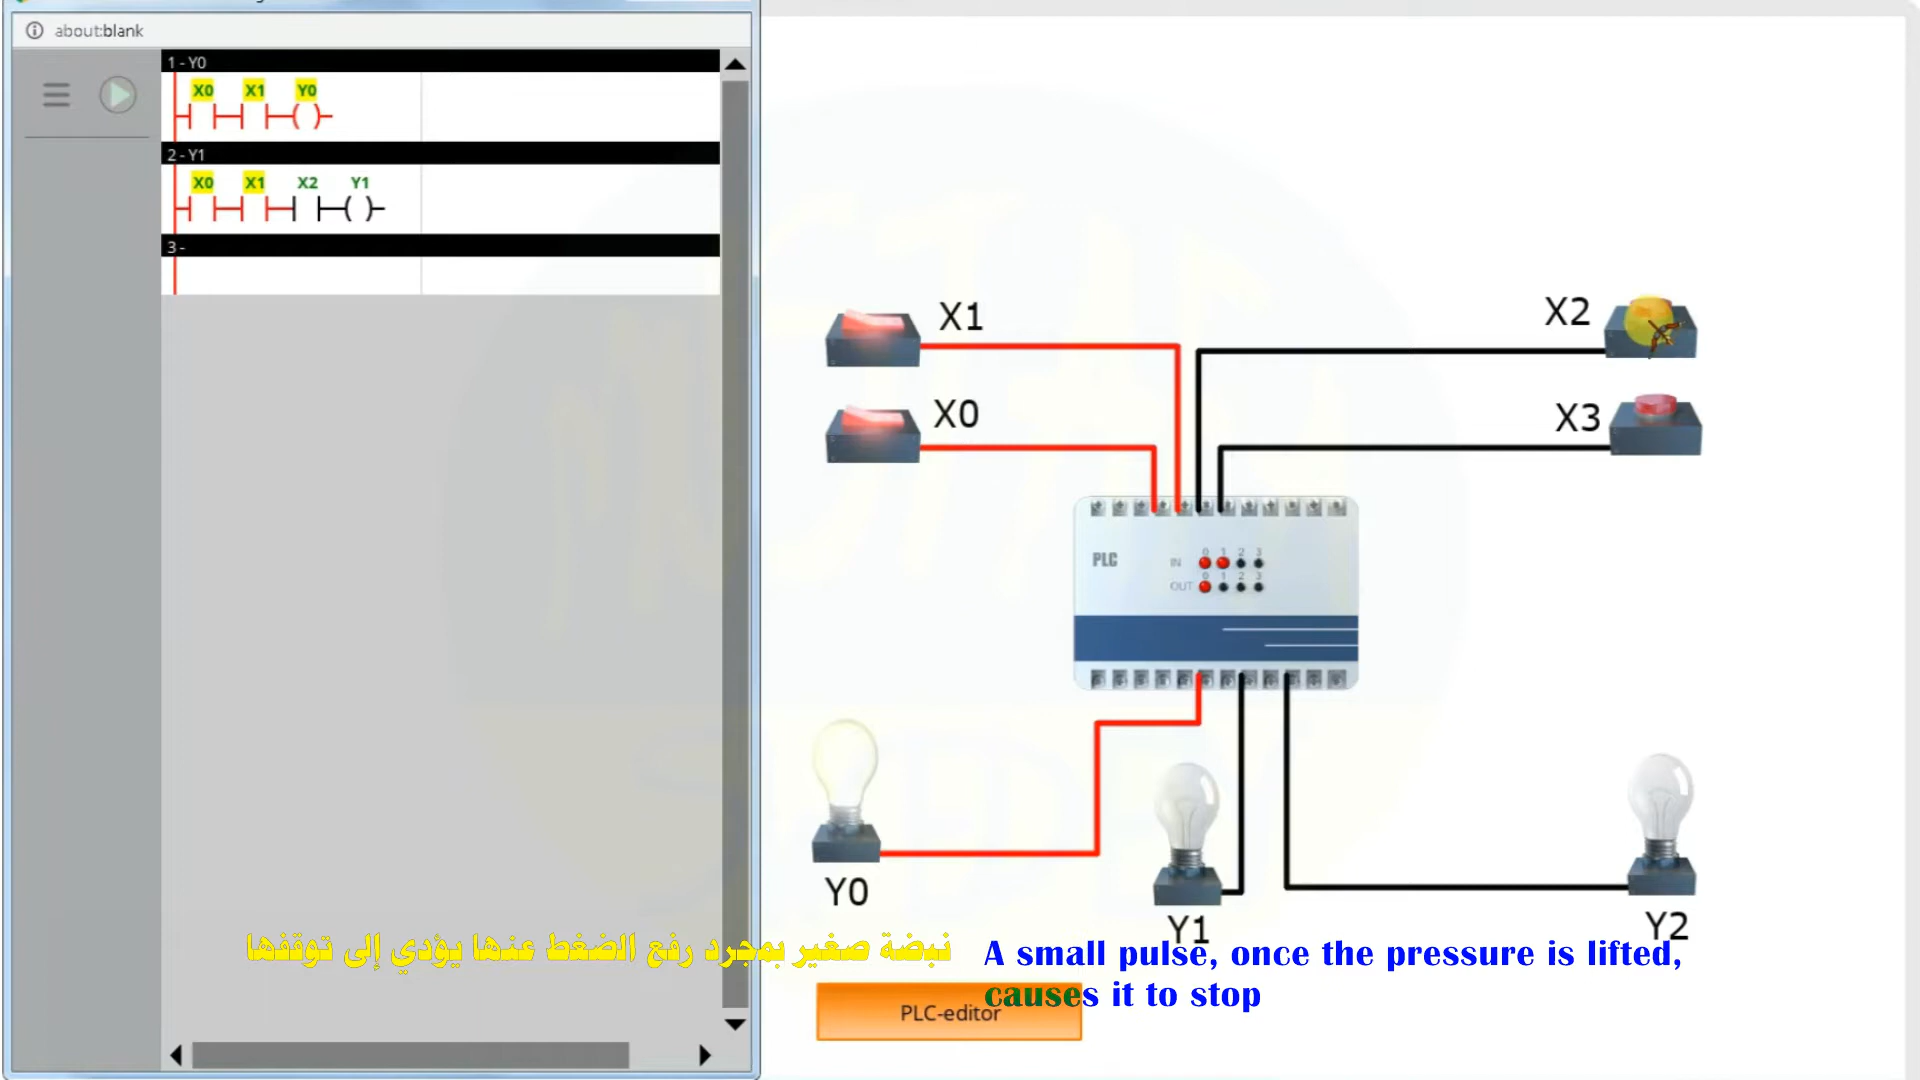 about:blank
1 - Y0
X0 X1 Y0
2 - Y1
X0 X1 X2 Y1
3 -
X1
X2
X0
X3
PLC
0 1 2 3
IN
0 1 2 3
OUT
Y0
Y1
Y2
نبضة صغير بمجرد رفع الضغط عنها يؤدي إلى توقفها
A small pulse, once the pressure is lifted,
causes it to stop
PLC-editor